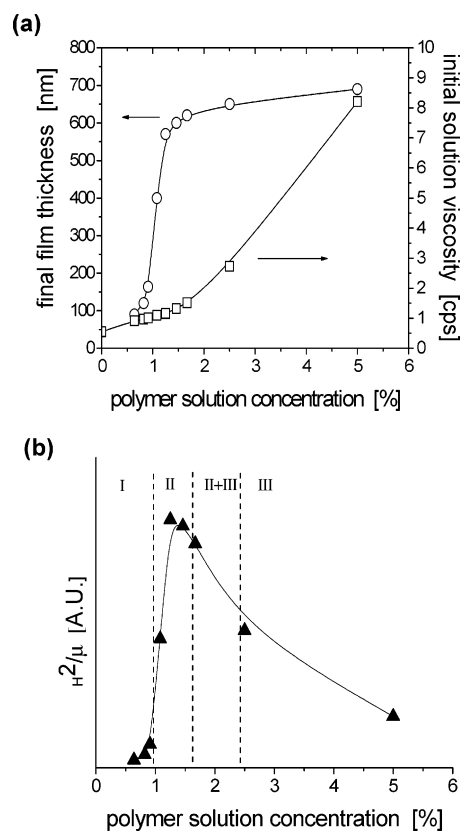 (a)
final film thickness [nm]
800
700
600
500
400
300
200
100
0
10
9
8
7
6
5
4
3
2
1
0
initial solution viscosity [cps]
0 1 2 3 4 5 6
polymer solution concentration [%]
(b)
I II II+III III
H2/μ [A.U.]
0 1 2 3 4 5 6
polymer solution concentration [%]